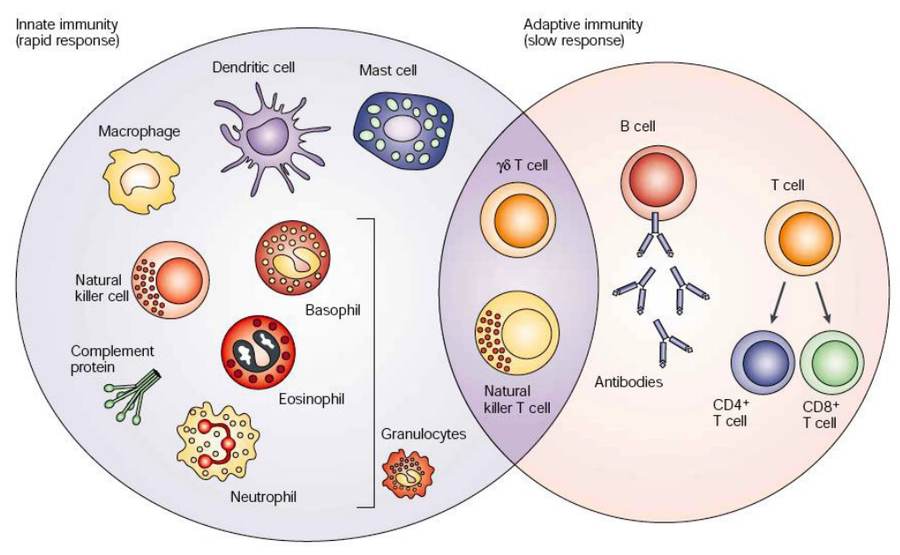 Innate immunity
(rapid response)
Adaptive immunity
(slow response)
Dendritic cell
Mast cell
Macrophage
B cell
γδ T cell
T cell
Natural
killer cell
Basophil
Complement
protein
Eosinophil
Natural
killer T cell
Antibodies
CD4+
T cell
CD8+
T cell
Granulocytes
Neutrophil